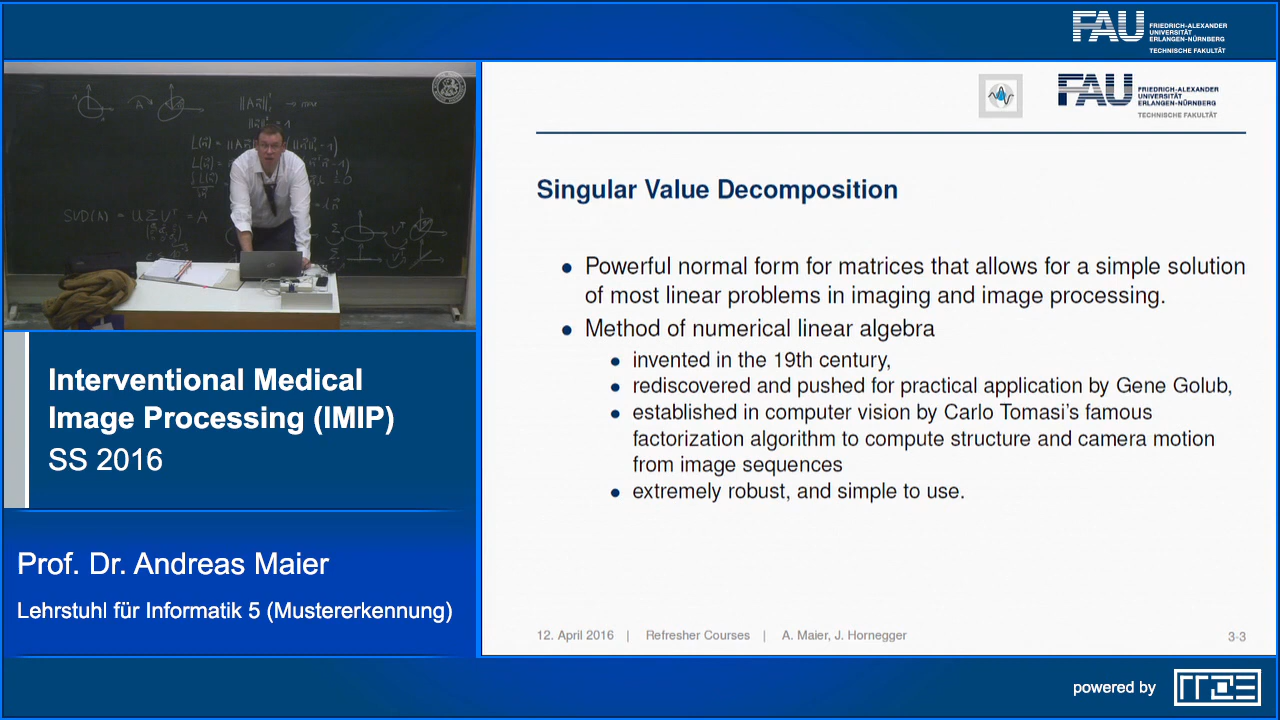 FAU
FRIEDRICH-ALEXANDER
UNIVERSITÄT
ERLANGEN-NÜRNBERG
TECHNISCHE FAKULTÄT
SVD(A) = U Σ V^T = A
FAU
FRIEDRICH-ALEXANDER
UNIVERSITÄT
ERLANGEN-NÜRNBERG
TECHNISCHE FAKULTÄT
Singular Value Decomposition
• Powerful normal form for matrices that allows for a simple solution
of most linear problems in imaging and image processing.
• Method of numerical linear algebra
• invented in the 19th century,
• rediscovered and pushed for practical application by Gene Golub,
• established in computer vision by Carlo Tomasi's famous
factorization algorithm to compute structure and camera motion
from image sequences
• extremely robust, and simple to use.
12. April 2016 | Refresher Courses | A. Maier, J. Hornegger
3-3
Interventional Medical
Image Processing (IMIP)
SS 2016
Prof. Dr. Andreas Maier
Lehrstuhl für Informatik 5 (Mustererkennung)
powered by